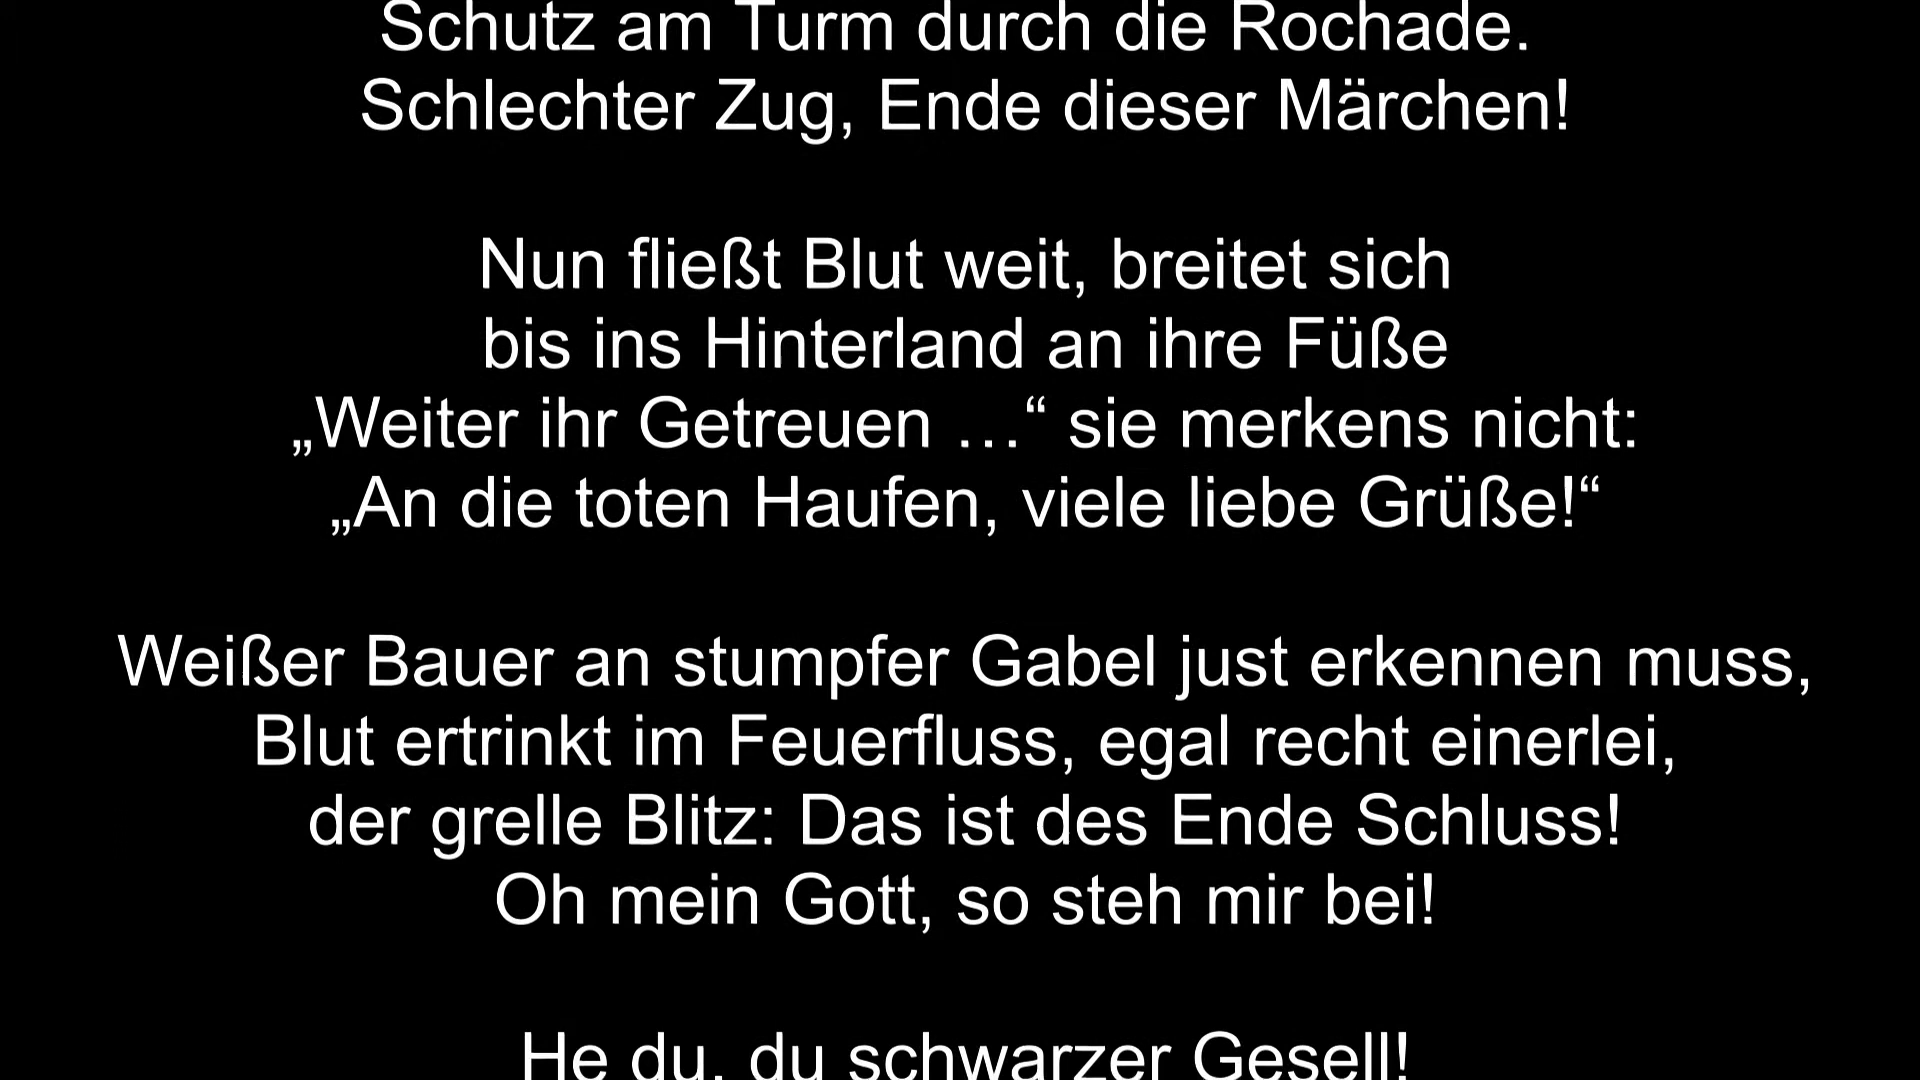 Schutz am Turm durch die Rochade.
Schlechter Zug, Ende dieser Märchen!
Nun fließt Blut weit, breitet sich
bis ins Hinterland an ihre Füße
„Weiter ihr Getreuen …“ sie merkens nicht:
„An die toten Haufen, viele liebe Grüße!“
Weißer Bauer an stumpfer Gabel just erkennen muss,
Blut ertrinkt im Feuerfluss, egal recht einerlei,
der grelle Blitz: Das ist des Ende Schluss!
Oh mein Gott, so steh mir bei!
He du, du schwarzer Gesell!